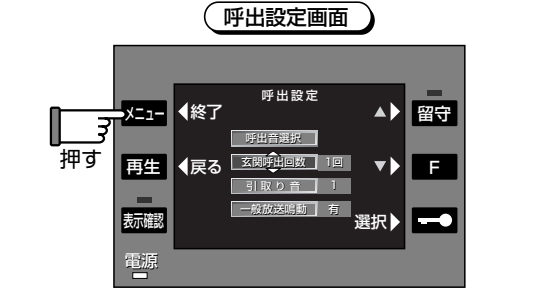 呼出設定画面
呼出設定
メニュー
◀終了
▲▶
留守
押す
呼出音選択
再生
◀戻る
玄関呼出回数 1回
▼▶
F
引取り音 1
表示確認
一般放送鳴動 有
選択▶
電源